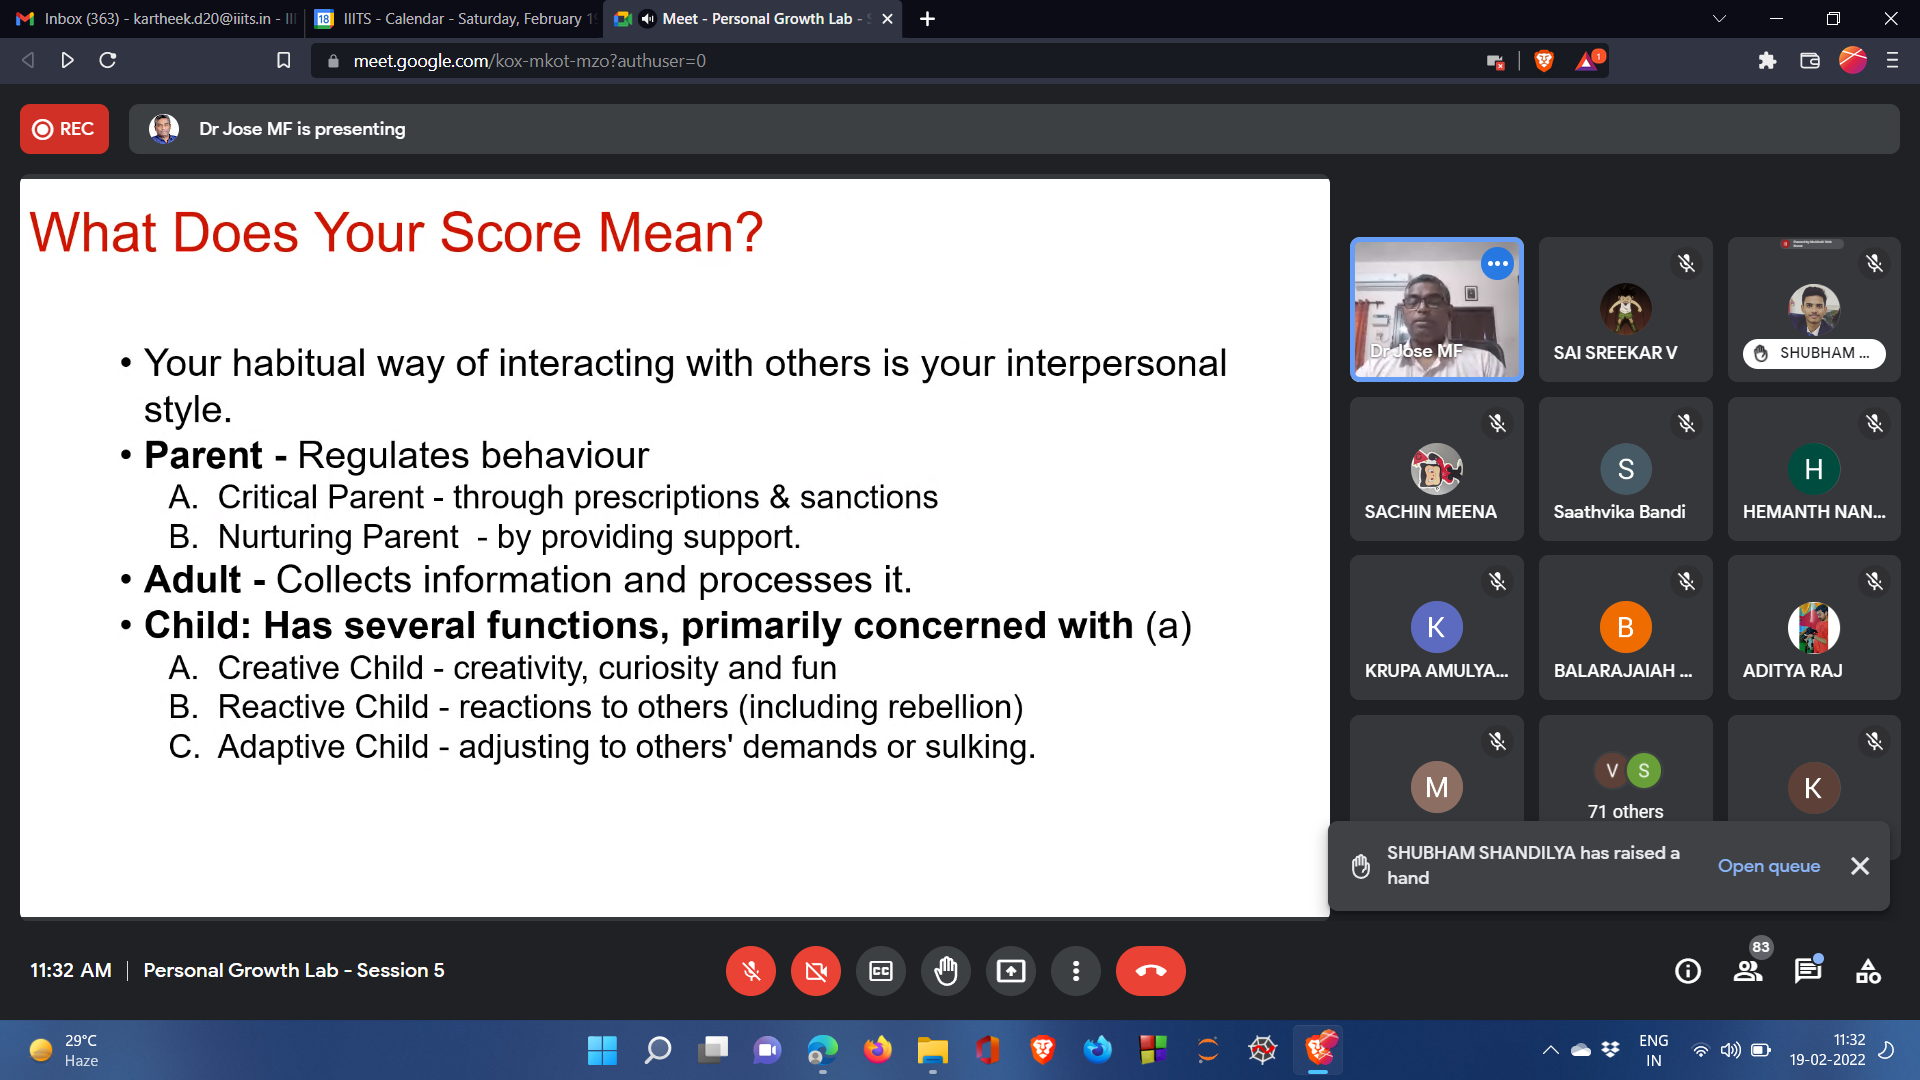 Inbox (363) - kartheek.d20@iiits.in - III
18
IIITS - Calendar - Saturday, February 19
Meet - Personal Growth Lab - S
meet.google.com/kox-mkot-mzo?authuser=0
1
REC
Dr Jose MF is presenting
What Does Your Score Mean?
• Your habitual way of interacting with others is your interpersonal
style.
• Parent - Regulates behaviour
A. Critical Parent - through prescriptions & sanctions
B. Nurturing Parent - by providing support.
• Adult - Collects information and processes it.
• Child: Has several functions, primarily concerned with (a)
A. Creative Child - creativity, curiosity and fun
B. Reactive Child - reactions to others (including rebellion)
C. Adaptive Child - adjusting to others' demands or sulking.
Dr Jose MF
SAI SREEKAR V
SHUBHAM ...
SACHIN MEENA
S
Saathvika Bandi
H
HEMANTH NAN...
K
KRUPA AMULYA...
B
BALARAJAIAH ...
ADITYA RAJ
M
V S
71 others
K
SHUBHAM SHANDILYA has raised a
hand
Open queue
11:32 AM | Personal Growth Lab - Session 5
CC
83
29°C
Haze
ENG
IN
11:32
19-02-2022